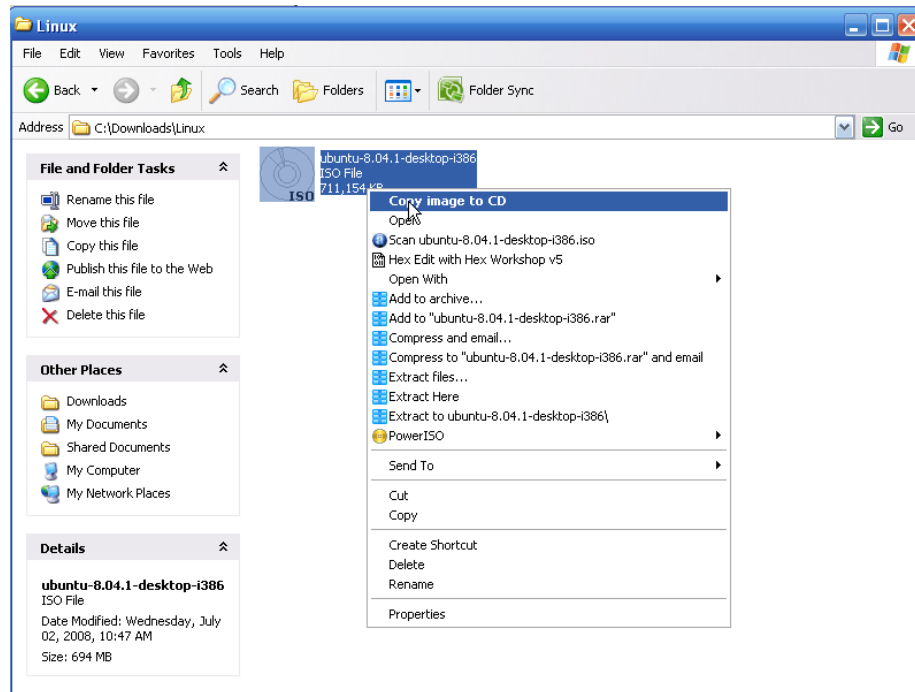 Linux
File Edit View Favorites Tools Help
Back Search Folders Folder Sync
Address C:\Downloads\Linux Go
File and Folder Tasks
Rename this file
Move this file
Copy this file
Publish this file to the Web
E-mail this file
Delete this file
Other Places
Downloads
My Documents
Shared Documents
My Computer
My Network Places
Details
ubuntu-8.04.1-desktop-i386
ISO File
Date Modified: Wednesday, July
02, 2008, 10:47 AM
Size: 694 MB
ISO
ubuntu-8.04.1-desktop-i386
ISO File
711,154 KB
Copy image to CD
Open
Scan ubuntu-8.04.1-desktop-i386.iso
Hex Edit with Hex Workshop v5
Open With
Add to archive...
Add to "ubuntu-8.04.1-desktop-i386.rar"
Compress and email...
Compress to "ubuntu-8.04.1-desktop-i386.rar" and email
Extract files...
Extract Here
Extract to ubuntu-8.04.1-desktop-i386\
PowerISO
Send To
Cut
Copy
Create Shortcut
Delete
Rename
Properties